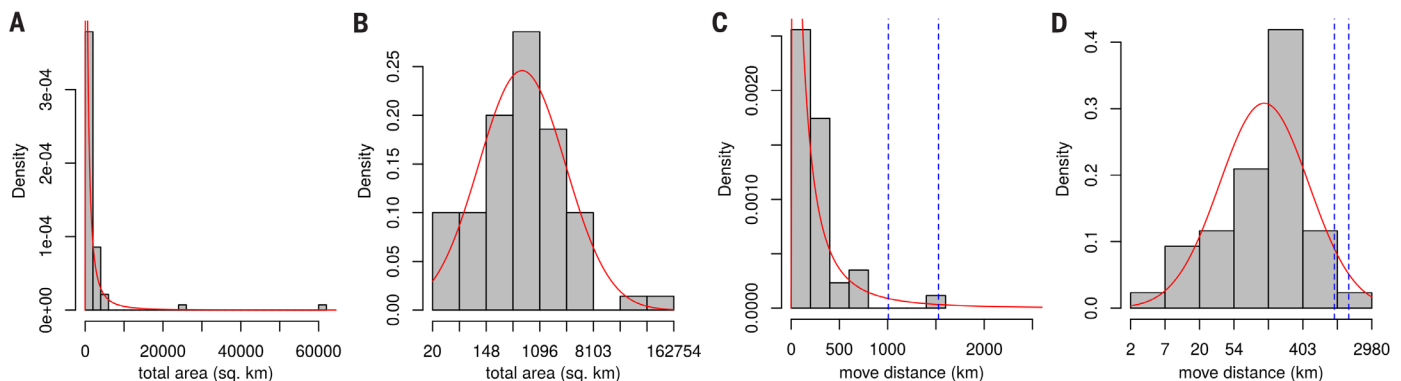 A
Density
3e-04
2e-04
1e-04
0e+00
0 20000 40000 60000
total area (sq. km)
B
Density
0.25
0.20
0.15
0.10
0.05
0.00
20 148 1096 8103 162754
total area (sq. km)
C
Density
0.0020
0.0010
0.0000
0 500 1000 2000
move distance (km)
D
Density
0.4
0.3
0.2
0.1
0.0
2 7 20 54 403 2980
move distance (km)